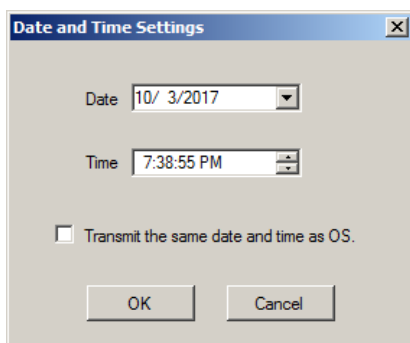 Date and Time Settings
Date 10/ 3/2017
Time 7:38:55 PM
Transmit the same date and time as OS.
OK Cancel